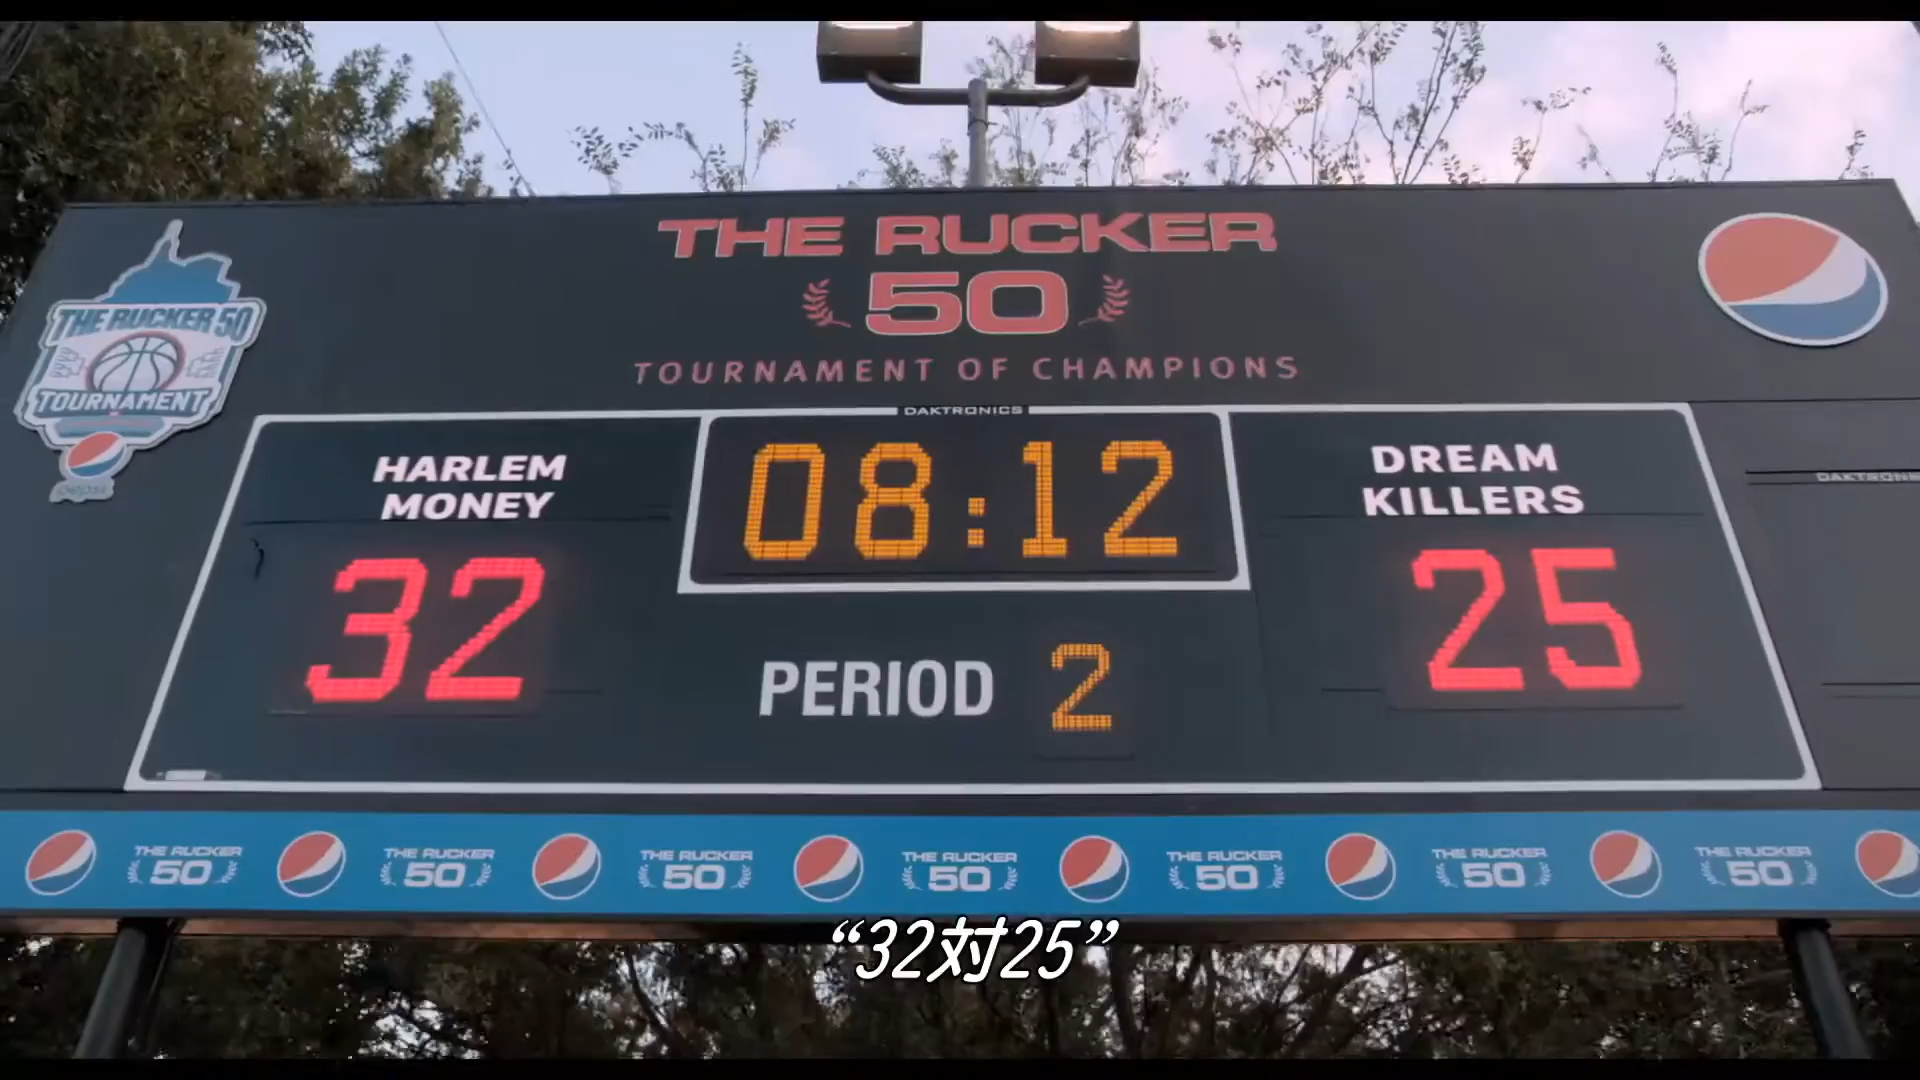 THE RUCKER
50
TOURNAMENT OF CHAMPIONS
THE RUCKER 50
TOURNAMENT
pepsi
DAKTRONICS
HARLEM
MONEY
32
08:12
DREAM
KILLERS
25
PERIOD 2
THE RUCKER
50
THE RUCKER
50
THE RUCKER
50
THE RUCKER
50
THE RUCKER
50
THE RUCKER
50
THE RUCKER
50
“32対25”